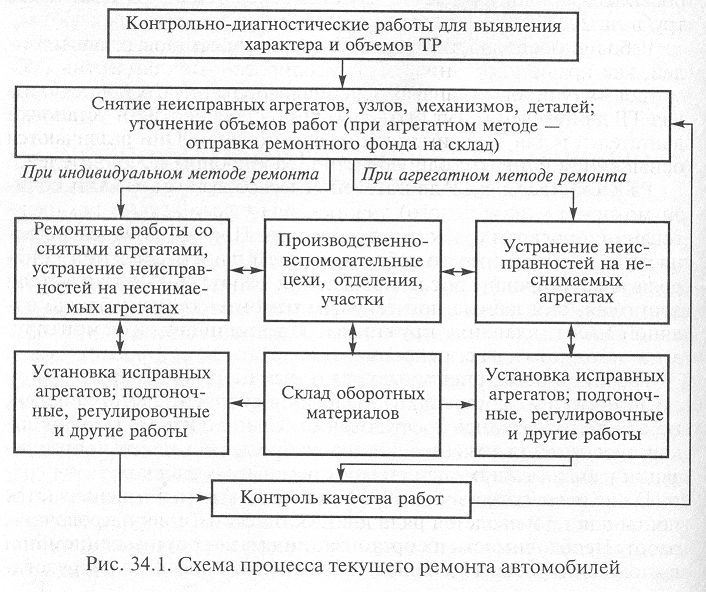 Контрольно-диагностические работы для выявления
характера и объемов ТР
Снятие неисправных агрегатов, узлов, механизмов, деталей;
уточнение объемов работ (при агрегатном методе —
отправка ремонтного фонда на склад)
При индивидуальном методе ремонта
При агрегатном методе ремонта
Ремонтные работы со
снятыми агрегатами,
устранение неисправ-
ностей на неснимае-
мых агрегатах
Производственно-
вспомогательные
цехи, отделения,
участки
Устранение неис-
правностей на не-
снимаемых
агрегатах
Установка исправных
агрегатов; подгоноч-
ные, регулировочные
и другие работы
Склад оборотных
материалов
Установка исправных
агрегатов; подгоноч-
ные, регулировочные
и другие работы
Контроль качества работ
Рис. 34.1. Схема процесса текущего ремонта автомобилей